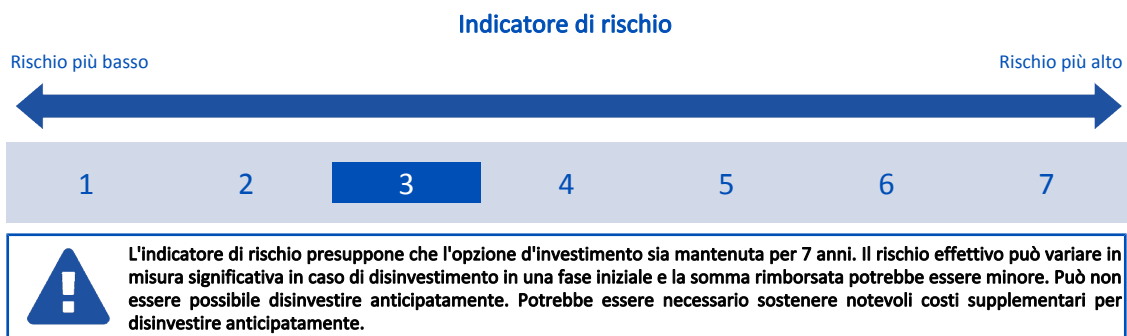 Indicatore di rischio
Rischio più basso Rischio più alto
1 2 3 4 5 6 7
L'indicatore di rischio presuppone che l'opzione d'investimento sia mantenuta per 7 anni. Il rischio effettivo può variare in
misura significativa in caso di disinvestimento in una fase iniziale e la somma rimborsata potrebbe essere minore. Può non
essere possibile disinvestire anticipatamente. Potrebbe essere necessario sostenere notevoli costi supplementari per
disinvestire anticipatamente.